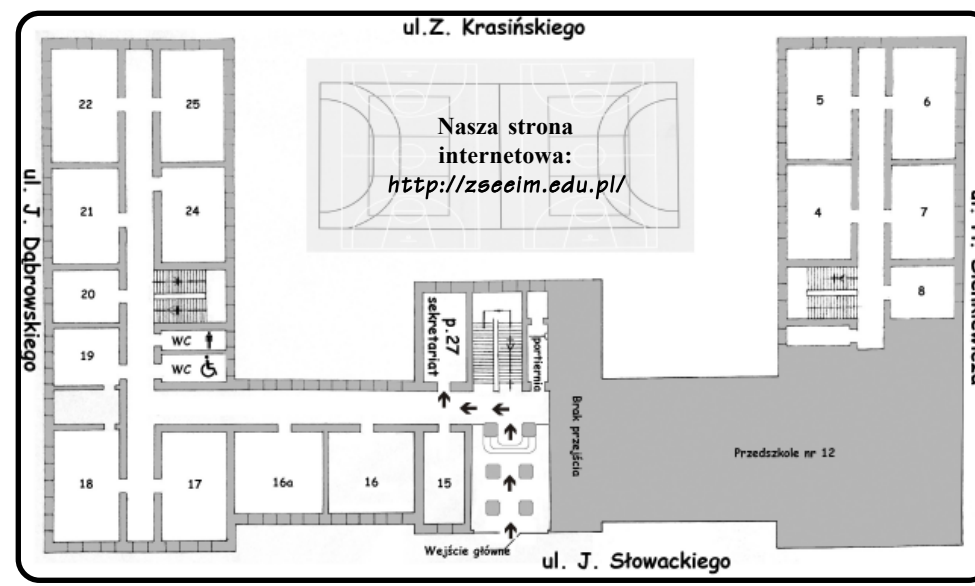 ul.Z. Krasińskiego
22
25
5
6
Nasza strona
internetowa:
http://zseeim.edu.pl/
21
24
4
7
ul. J. Dąbrowskiego
20
8
19
WC
WC
p.27
sekretariat
portiernia
Brak przejścia
Przedszkole nr 12
18
17
16a
16
15
Wejście główne
ul. J. Słowackiego